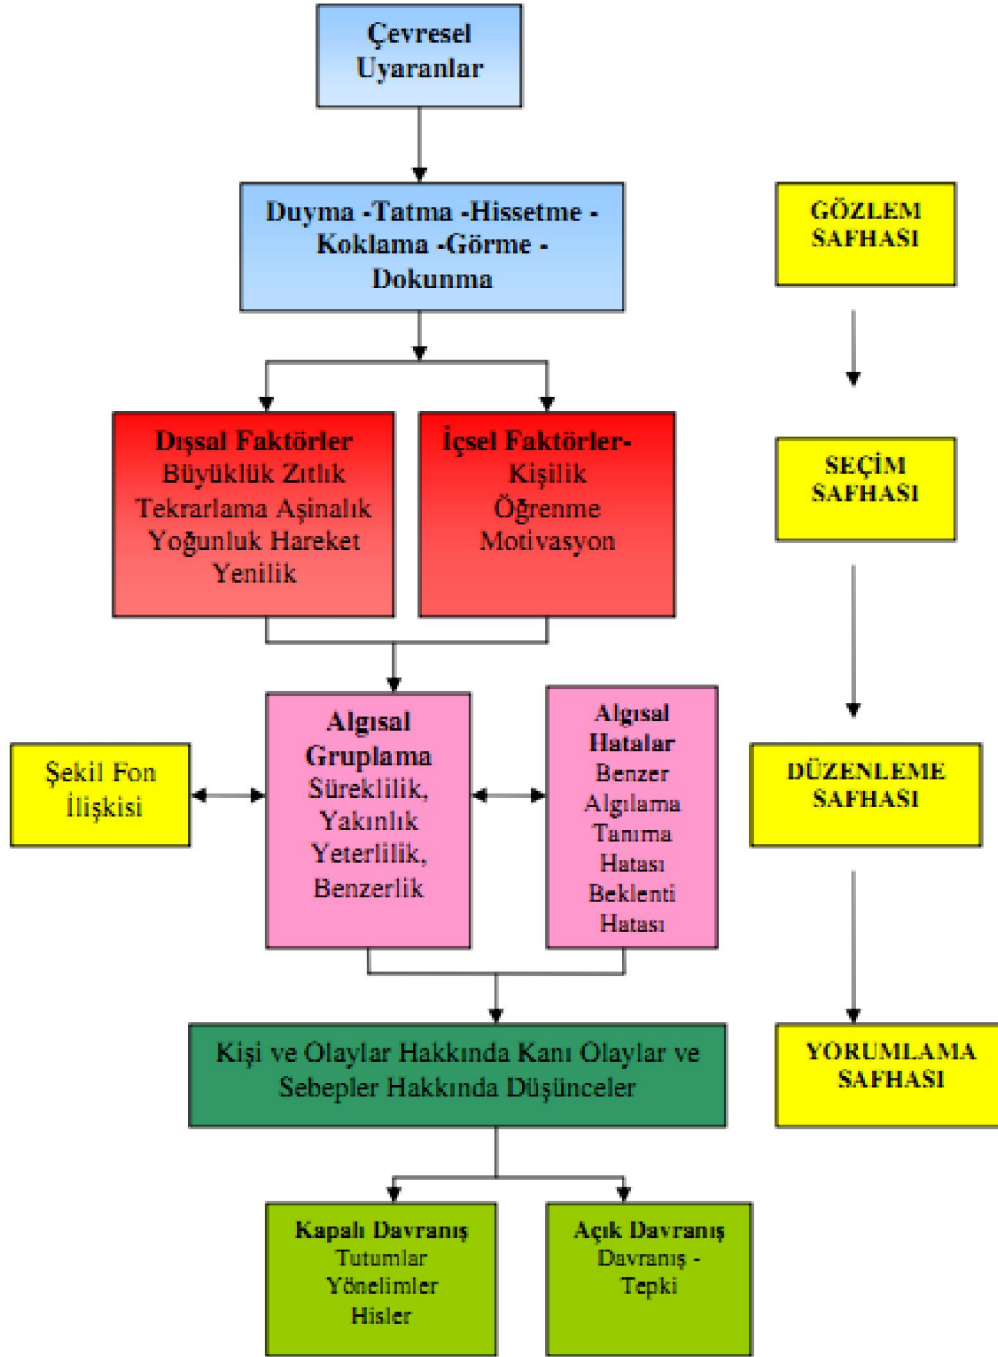 Çevresel
Uyaranlar
Duyma -Tatma -Hissetme -
Koklama -Görme -
Dokunma
GÖZLEM
SAFHASI
Dışsal Faktörler
Büyüklük Zıtlık
Tekrarlama Aşinalık
Yoğunluk Hareket
Yenilik
İçsel Faktörler-
Kişilik
Öğrenme
Motivasyon
SEÇİM
SAFHASI
Şekil Fon
İlişkisi
Algısal
Gruplama
Süreklilik,
Yakınlık
Yeterlilik,
Benzerlik
Algısal
Hatalar
Benzer
Algılama
Tanıma
Hatası
Beklenti
Hatası
DÜZENLEME
SAFHASI
Kişi ve Olaylar Hakkında Kanı Olaylar ve
Sebepler Hakkında Düşünceler
YORUMLAMA
SAFHASI
Kapalı Davranış
Tutumlar
Yönelimler
Hisler
Açık Davranış
Davranış -
Tepki